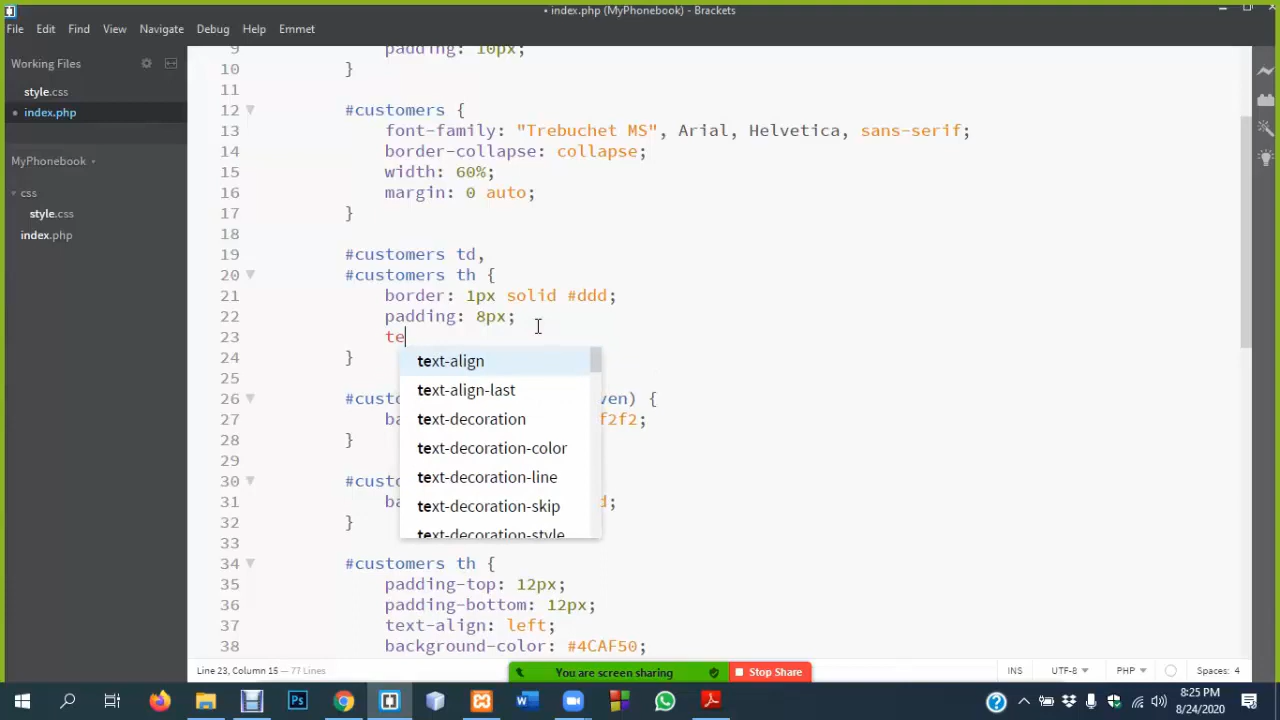 • index.php (MyPhonebook) - Brackets
File Edit Find View Navigate Debug Help Emmet
Working Files
style.css
• index.php
MyPhonebook
css
style.css
index.php
9 padding: 10px;
10 }
11
12 #customers {
13 font-family: "Trebuchet MS", Arial, Helvetica, sans-serif;
14 border-collapse: collapse;
15 width: 60%;
16 margin: 0 auto;
17 }
18
19 #customers td,
20 #customers th {
21 border: 1px solid #ddd;
22 padding: 8px;
23 te
24 }
text-align
25
text-align-last
26 #custo ven) {
27 ba f2f2;
text-decoration
28 }
text-decoration-color
29
text-decoration-line
30 #custo
31 ba d;
text-decoration-skip
32 }
text-decoration-style
33
34 #customers th {
35 padding-top: 12px;
36 padding-bottom: 12px;
37 text-align: left;
38 background-color: #4CAF50;
Line 23, Column 15 — 77 Lines
You are screen sharing
Stop Share
INS UTF-8 PHP Spaces: 4
8:25 PM
8/24/2020